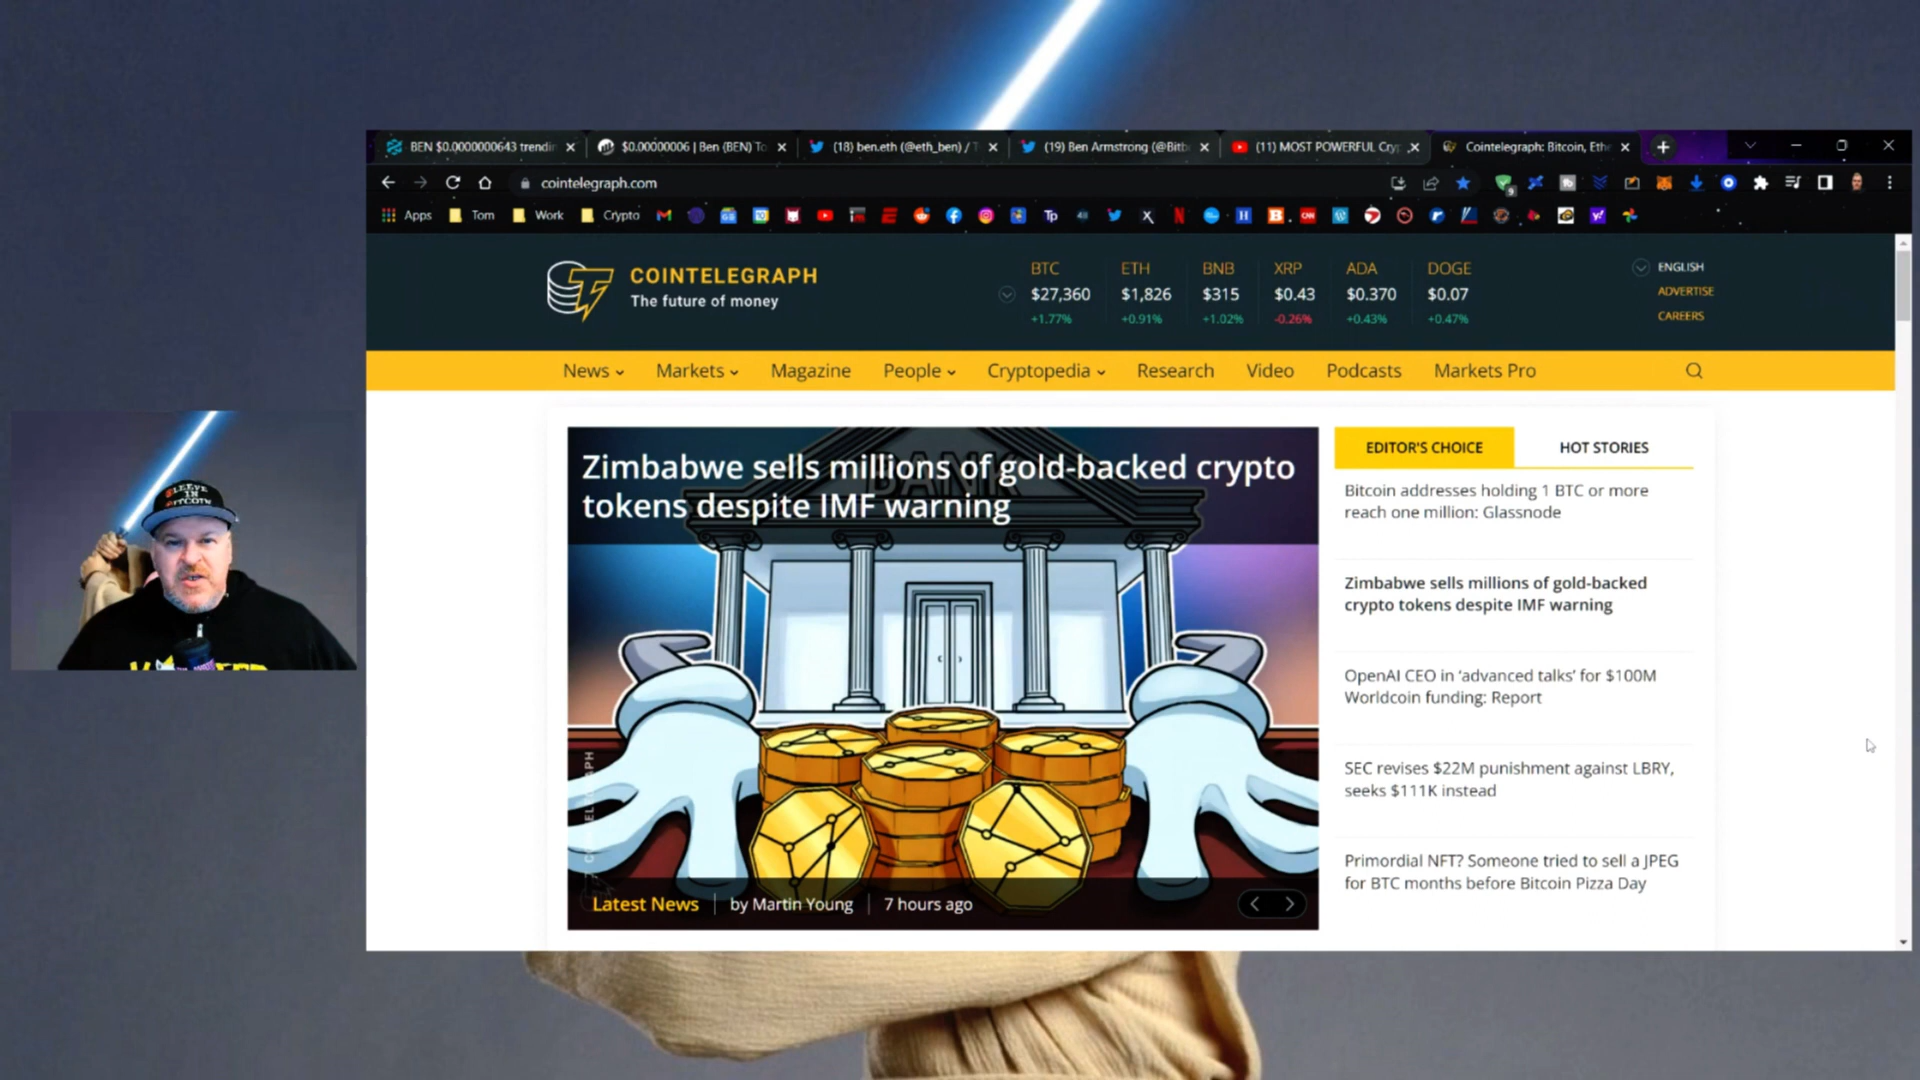 BEN $0.0000000643 trendin
$0.00000006 | Ben (BEN) To
(18) ben.eth (@eth_ben) / T
(19) Ben Armstrong (@Bitb
(11) MOST POWERFUL Cryp
Cointelegraph: Bitcoin, Ethe
cointelegraph.com
9
Apps
Tom
Work
Crypto
Tp
COINTELEGRAPH
The future of money
BTC ETH BNB XRP ADA DOGE
$27,360 $1,826 $315 $0.43 $0.370 $0.07
+1.77% +0.91% +1.02% -0.26% +0.43% +0.47%
ENGLISH
ADVERTISE
CAREERS
News Markets Magazine People Cryptopedia Research Video Podcasts Markets Pro
BANK
Zimbabwe sells millions of gold-backed crypto
tokens despite IMF warning
Latest News | by Martin Young | 7 hours ago
EDITOR'S CHOICE
HOT STORIES
Bitcoin addresses holding 1 BTC or more
reach one million: Glassnode
Zimbabwe sells millions of gold-backed
crypto tokens despite IMF warning
OpenAI CEO in ‘advanced talks’ for $100M
Worldcoin funding: Report
SEC revises $22M punishment against LBRY,
seeks $111K instead
Primordial NFT? Someone tried to sell a JPEG
for BTC months before Bitcoin Pizza Day
IN